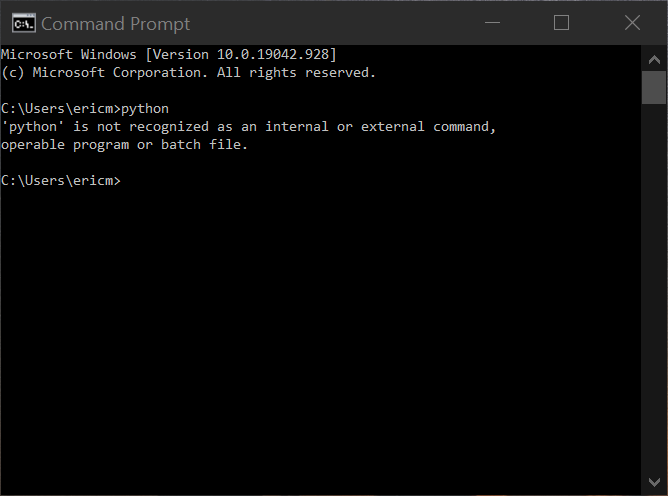 Command Prompt
Microsoft Windows [Version 10.0.19042.928]
(c) Microsoft Corporation. All rights reserved.
C:\Users\ericm>python
'python' is not recognized as an internal or external command,
operable program or batch file.
C:\Users\ericm>